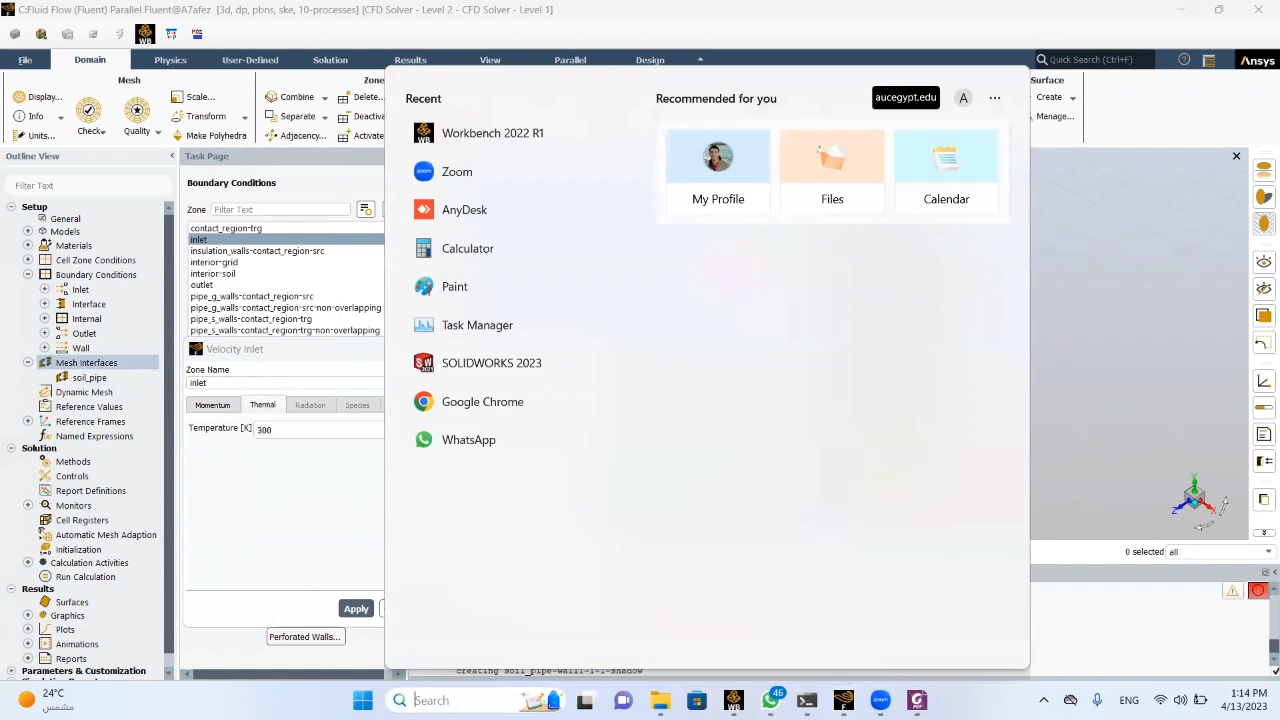 C:Fluid Flow (Fluent) Parallel Fluent@A7afez [3d, dp, pbns, ske, 10-processes] [CFD Solver - Level 2 - CFD Solver - Level 1]
File
Domain
Physics
User-Defined
Solution
Results
View
Parallel
Design
Quick Search (Ctrl+F)
Ansys
Mesh
Display...
Info
Units...
Check
Quality
Scale...
Transform
Make Polyhedra
Zone
Combine
Separate
Adjacency...
Delete...
Deactiva
Activate
Surface
Create
Manage...
Outline View
Filter Text
Setup
General
Models
Materials
Cell Zone Conditions
Boundary Conditions
Inlet
Interface
Internal
Outlet
Wall
Mesh Interfaces
soil_pipe
Dynamic Mesh
Reference Values
Reference Frames
Named Expressions
Solution
Methods
Controls
Report Definitions
Monitors
Cell Registers
Automatic Mesh Adaption
Initialization
Calculation Activities
Run Calculation
Results
Surfaces
Graphics
Plots
Animations
Reports
Parameters & Customization
Task Page
Boundary Conditions
Zone
Filter Text
contact_region-trg
inlet
insulation_walls-contact_region-src
interior-grid
interior-soil
outlet
pipe_g_walls-contact_region-src
pipe_g_walls-contact_region-src-non-overlapping
pipe_s_walls-contact_region-trg
pipe_s_walls-contact_region-trg-non-overlapping
Velocity Inlet
Zone Name
inlet
Momentum
Thermal
Radiation
Species
Temperature [K]
300
Apply
Perforated Walls...
Recent
Workbench 2022 R1
Zoom
AnyDesk
Calculator
Paint
Task Manager
SOLIDWORKS 2023
Google Chrome
WhatsApp
Recommended for you
aucegypt.edu
A
My Profile
Files
Calendar
0 selected
all
creating soil_pipe-wall1-1-1-shadow
24°C
مشمس
Search
46
ENG
1:14 PM
4/13/2023